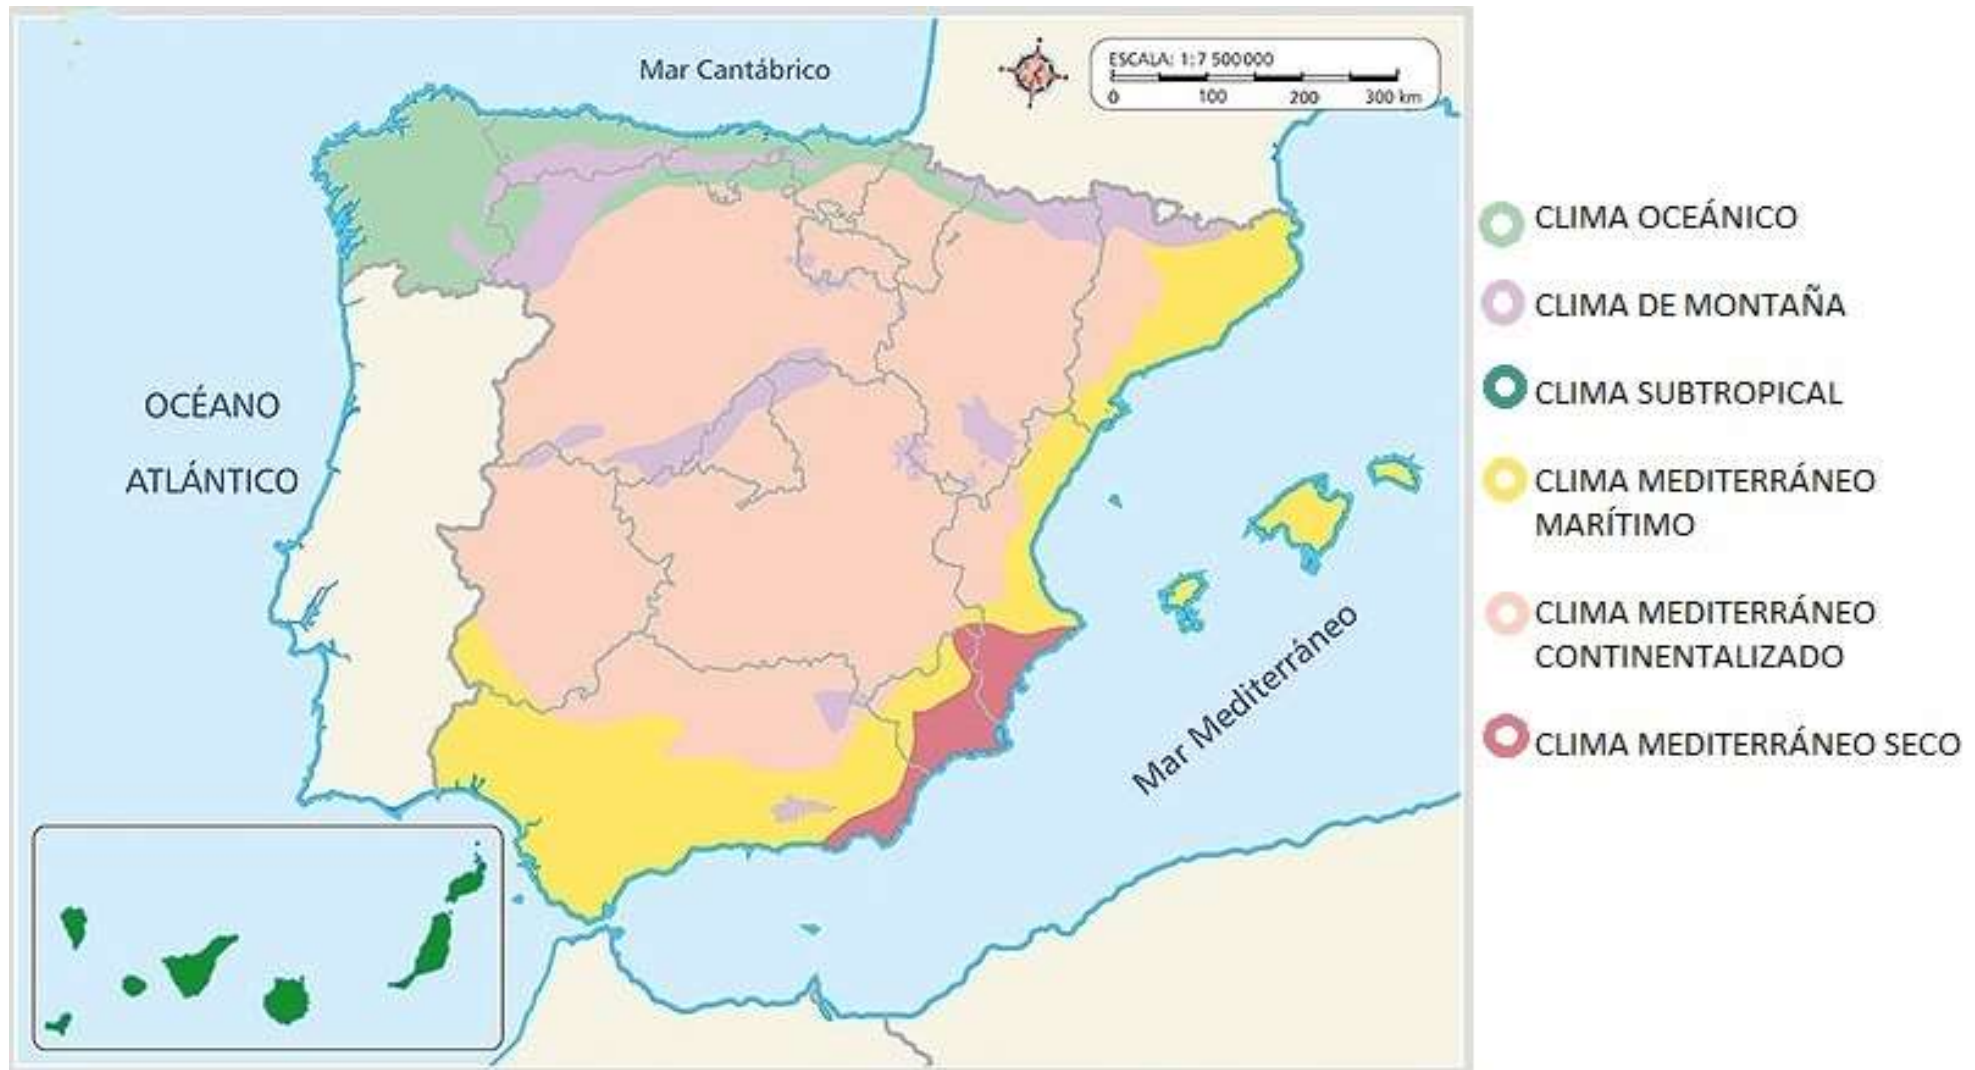 Mar Cantábrico
ESCALA: 1:7 500 000
0 100 200 300 km
OCÉANO
ATLÁNTICO
Mar Mediterráneo
CLIMA OCEÁNICO
CLIMA DE MONTAÑA
CLIMA SUBTROPICAL
CLIMA MEDITERRÁNEO
MARÍTIMO
CLIMA MEDITERRÁNEO
CONTINENTALIZADO
CLIMA MEDITERRÁNEO SECO